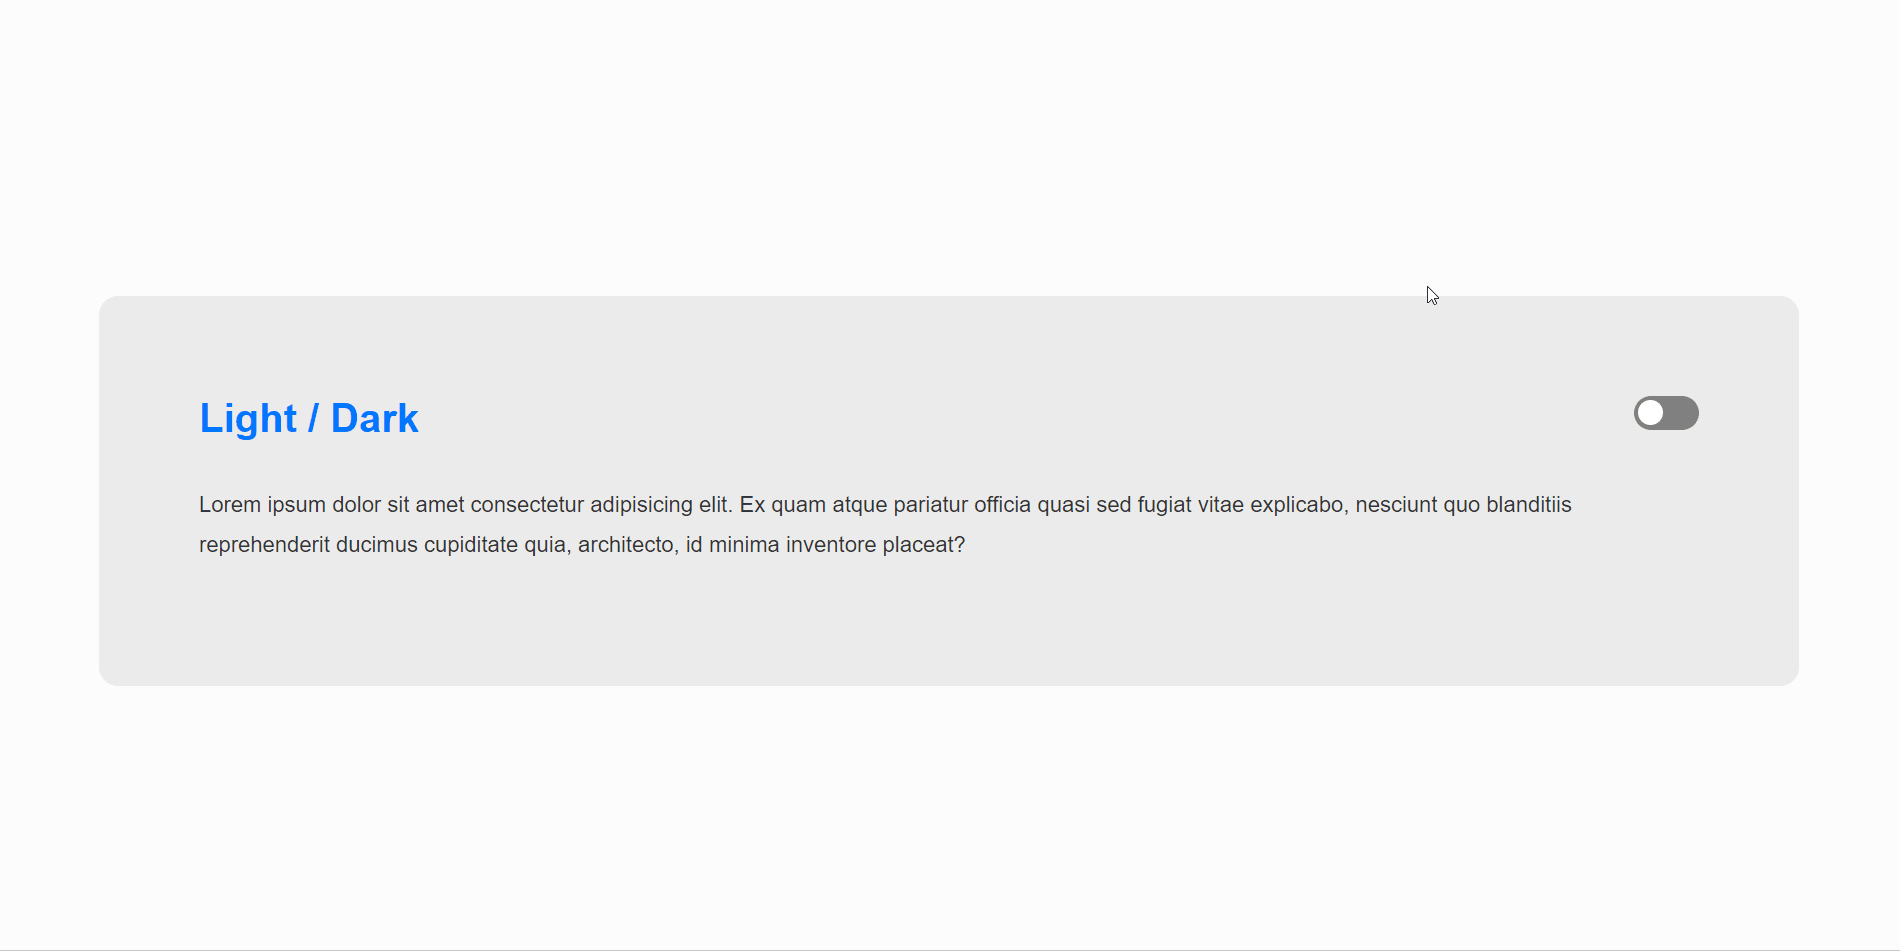 Light / Dark
Lorem ipsum dolor sit amet consectetur adipisicing elit. Ex quam atque pariatur officia quasi sed fugiat vitae explicabo, nesciunt quo blanditiis
reprehenderit ducimus cupiditate quia, architecto, id minima inventore placeat?